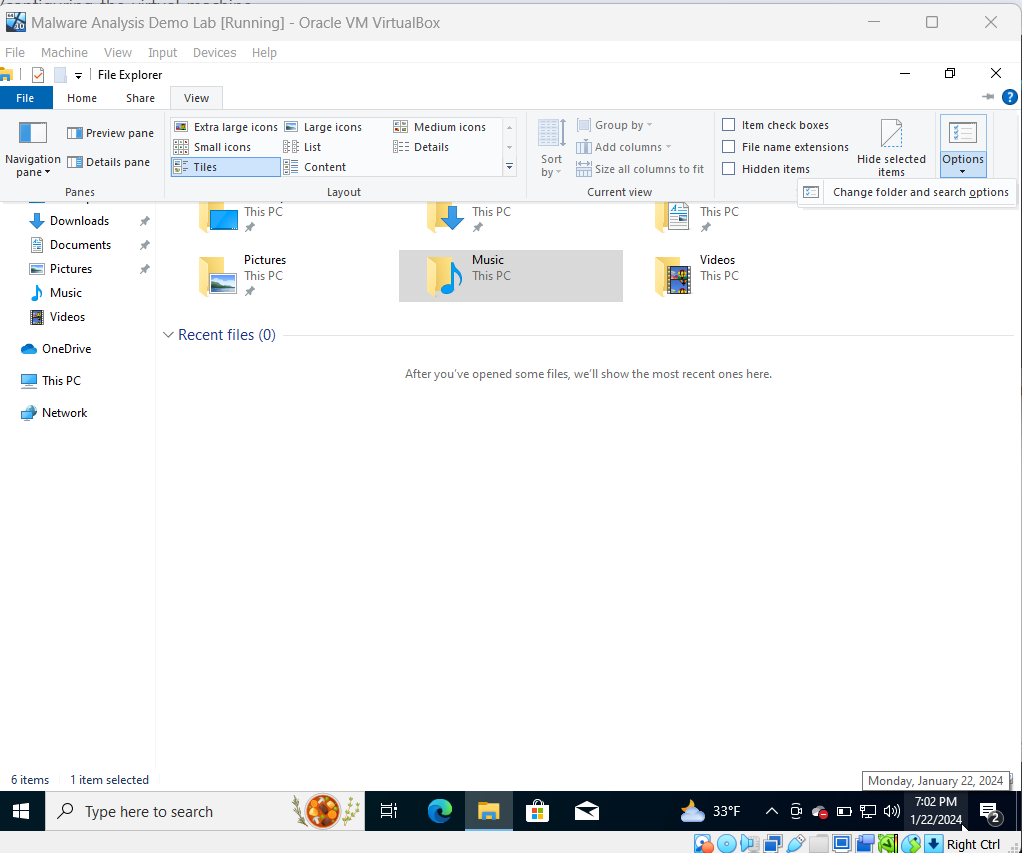 Malware Analysis Demo Lab [Running] - Oracle VM VirtualBox
File Machine View Input Devices Help
File Explorer
File Home Share View
Navigation pane
Preview pane
Details pane
Panes
Extra large icons Large icons Medium icons
Small icons List Details
Tiles Content
Layout
Sort by
Group by
Add columns
Size all columns to fit
Current view
Item check boxes
File name extensions
Hidden items
Hide selected items
Options
Change folder and search options
Downloads
Documents
Pictures
Music
Videos
OneDrive
This PC
Network
This PC
This PC
This PC
Pictures
This PC
Music
This PC
Videos
This PC
Recent files (0)
After you've opened some files, we'll show the most recent ones here.
6 items 1 item selected
Monday, January 22, 2024
Type here to search
33°F
7:02 PM
1/22/2024
2
Right Ctrl